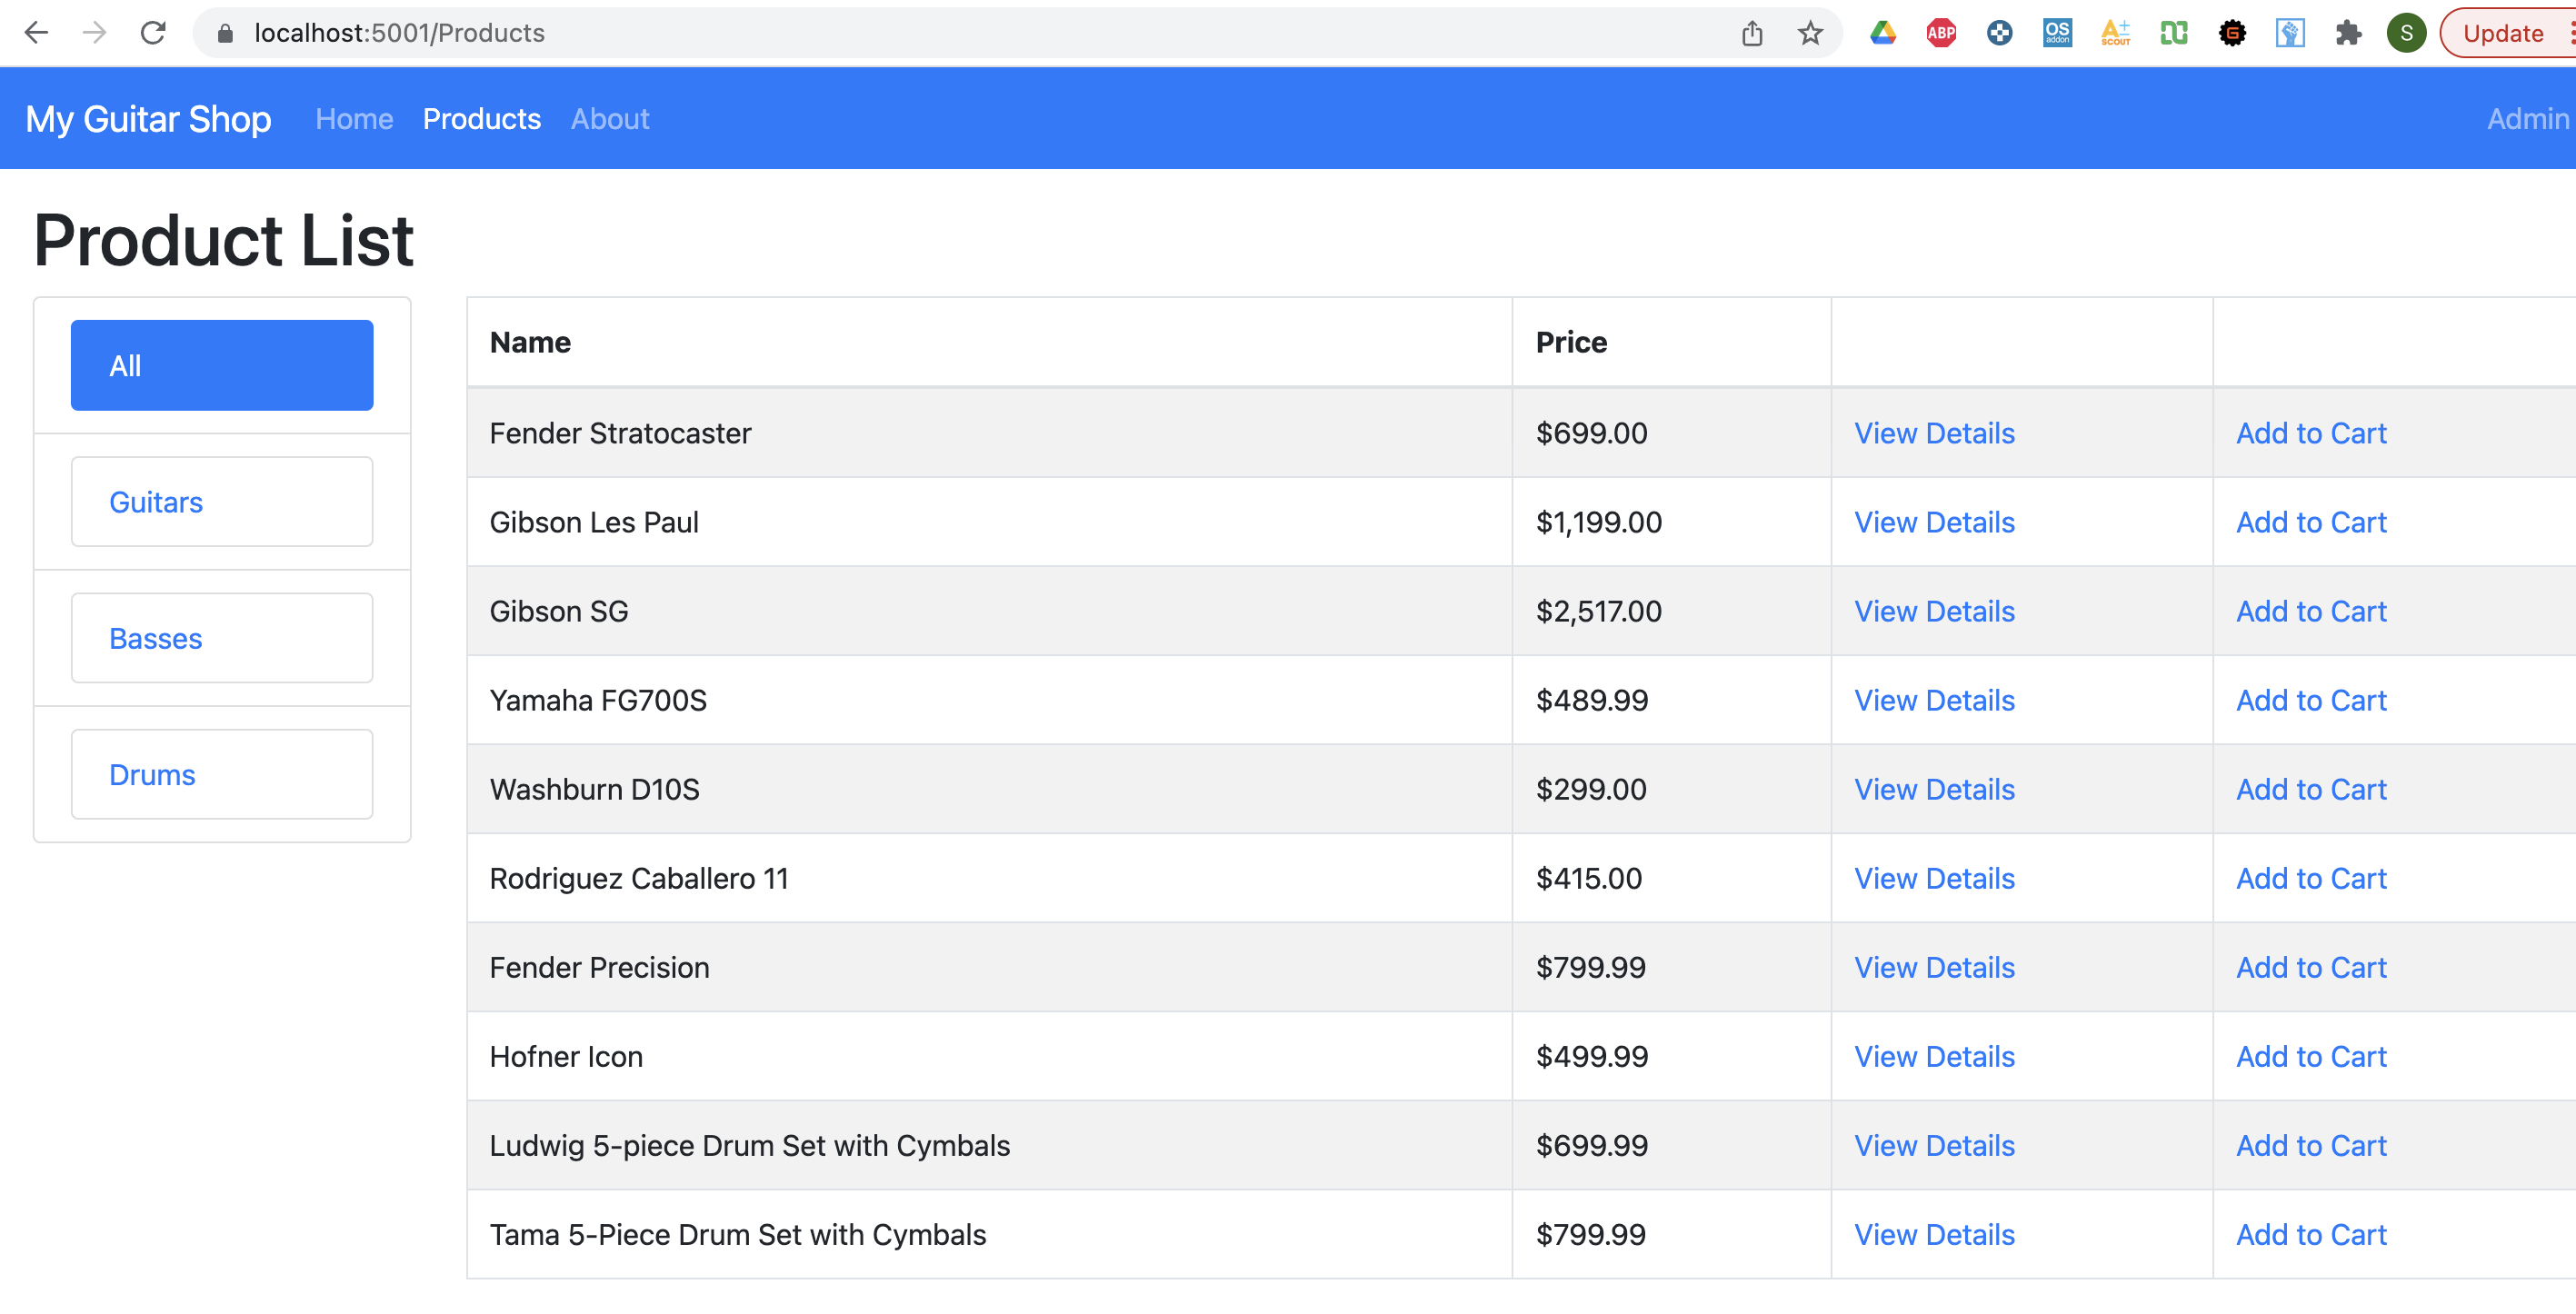 localhost:5001/Products
ABP
OS
addon
A+
SCOUT
G
S
Update
My Guitar Shop Home Products About Admin
Product List
All
Guitars
Basses
Drums
Name Price
Fender Stratocaster $699.00 View Details Add to Cart
Gibson Les Paul $1,199.00 View Details Add to Cart
Gibson SG $2,517.00 View Details Add to Cart
Yamaha FG700S $489.99 View Details Add to Cart
Washburn D10S $299.00 View Details Add to Cart
Rodriguez Caballero 11 $415.00 View Details Add to Cart
Fender Precision $799.99 View Details Add to Cart
Hofner Icon $499.99 View Details Add to Cart
Ludwig 5-piece Drum Set with Cymbals $699.99 View Details Add to Cart
Tama 5-Piece Drum Set with Cymbals $799.99 View Details Add to Cart